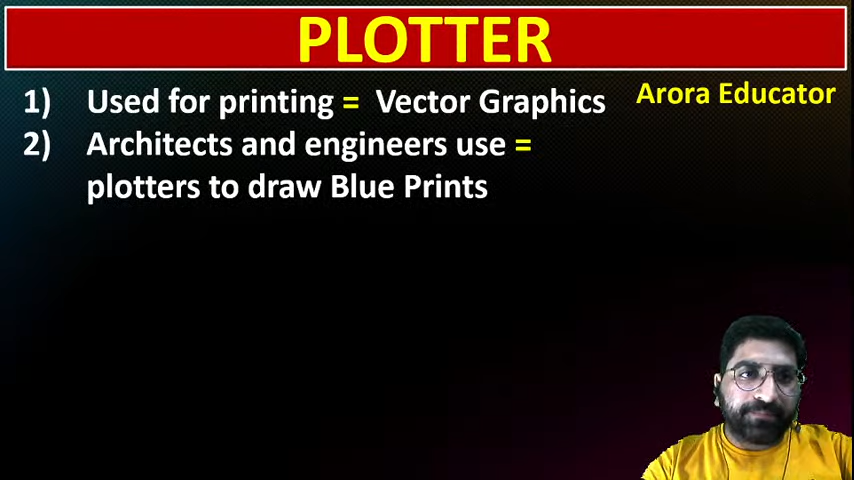 PLOTTER
1) Used for printing = Vector Graphics
Arora Educator
2) Architects and engineers use =
plotters to draw Blue Prints